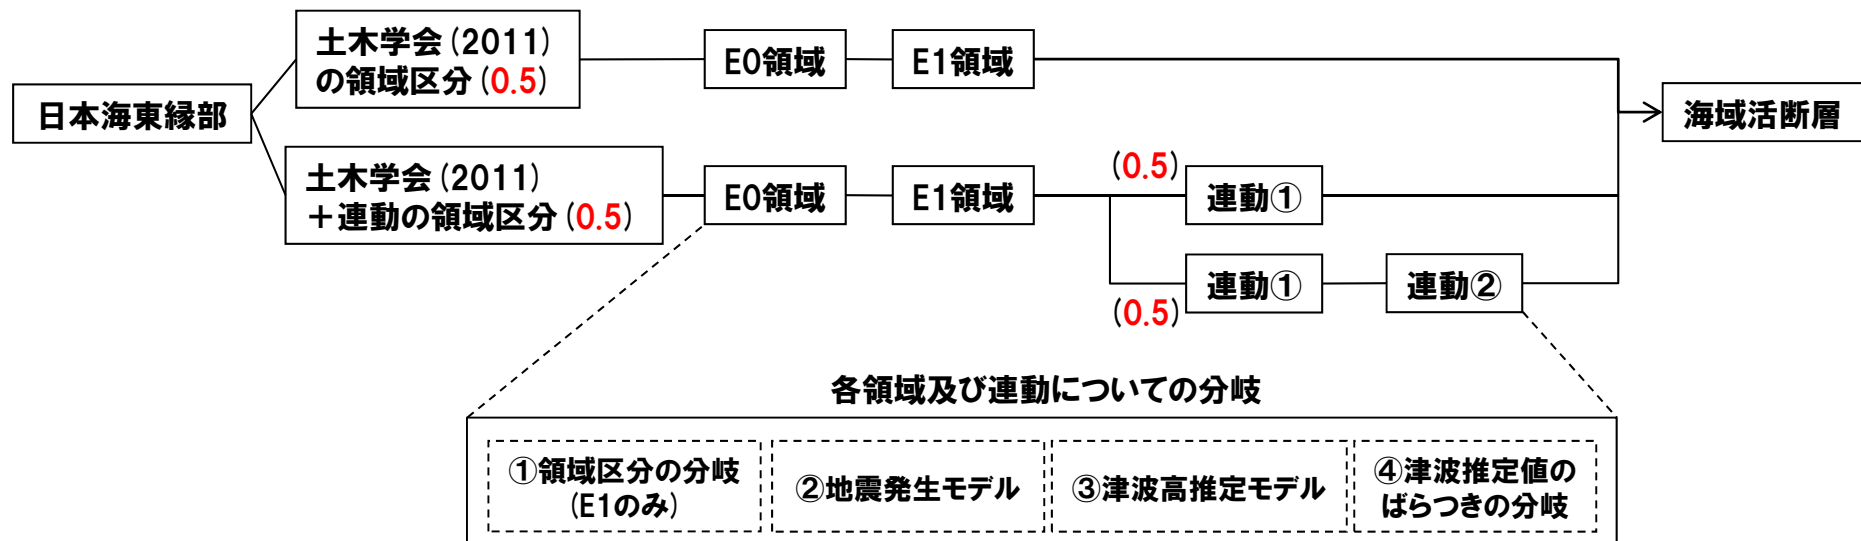 土木学会(2011)
の領域区分(0.5)
E0領域
E1領域
日本海東縁部
海域活断層
土木学会(2011)
+連動の領域区分(0.5)
E0領域
E1領域
(0.5)
連動①
連動①
連動②
(0.5)
各領域及び連動についての分岐
①領域区分の分岐
(E1のみ)
②地震発生モデル
③津波高推定モデル
④津波推定値の
ばらつきの分岐